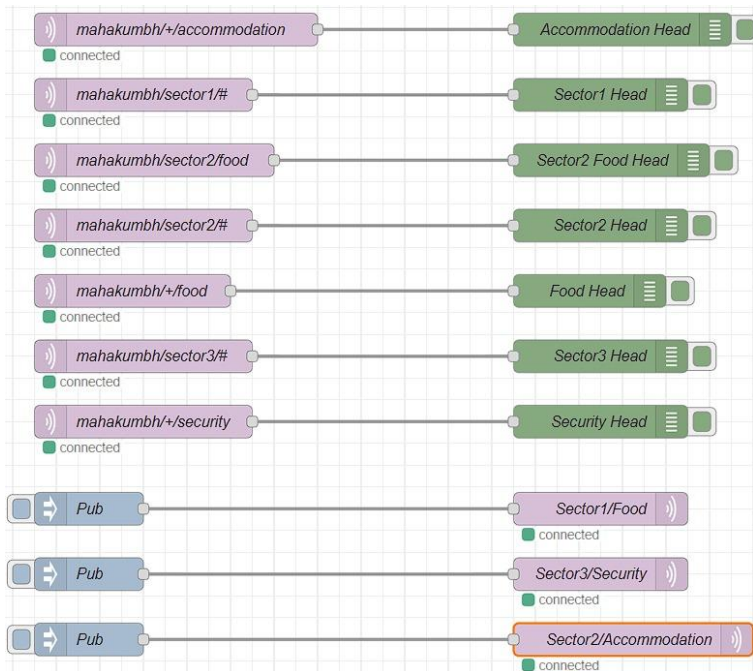 mahakumbh/+/accommodation Accommodation Head
connected
mahakumbh/sector1/# Sector1 Head
connected
mahakumbh/sector2/food Sector2 Food Head
connected
mahakumbh/sector2/# Sector2 Head
connected
mahakumbh/+/food Food Head
connected
mahakumbh/sector3/# Sector3 Head
connected
mahakumbh/+/security Security Head
connected
Pub Sector1/Food
connected
Pub Sector3/Security
connected
Pub Sector2/Accommodation
connected